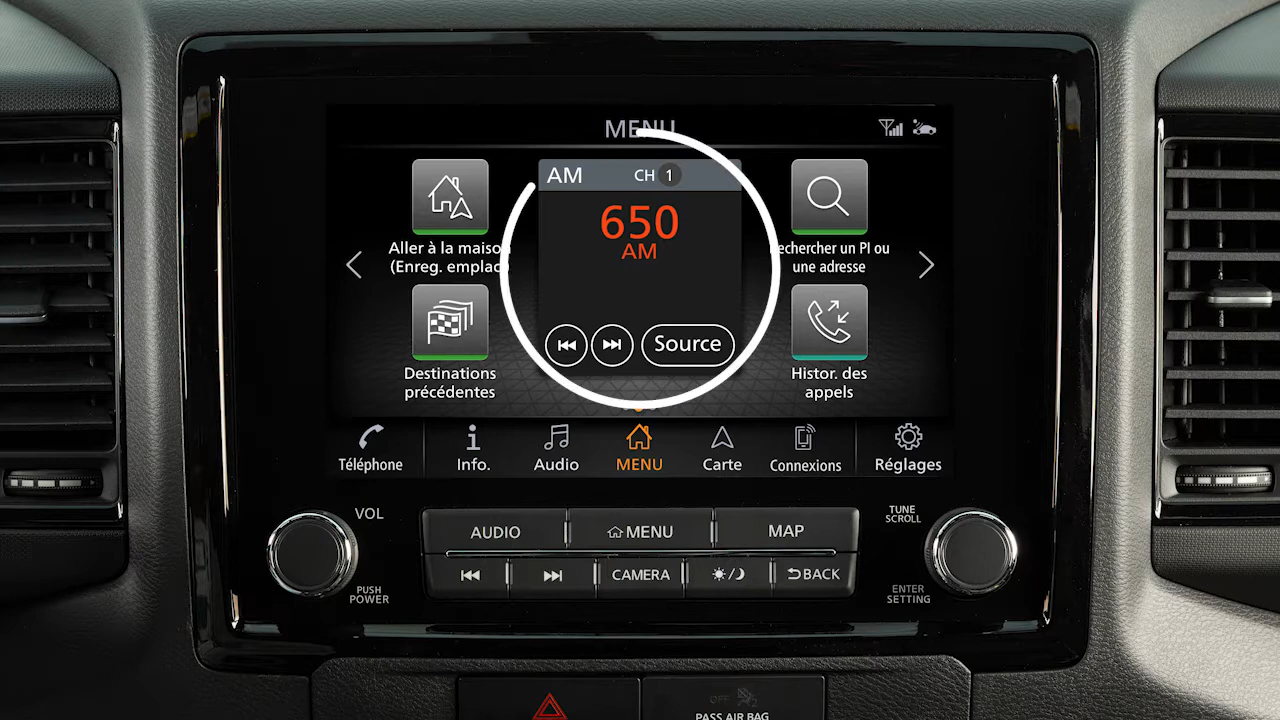 MENU
AM CH 1
650
AM
Aller à la maison
(Enreg. emplac
Rechercher un PI ou
une adresse
Source
Destinations
précédentes
Histor. des
appels
Téléphone Info. Audio MENU Carte Connexions Réglages
VOL
TUNE
SCROLL
AUDIO MENU MAP
CAMERA BACK
PUSH
POWER
ENTER
SETTING
OFF
PASS AIR BAG